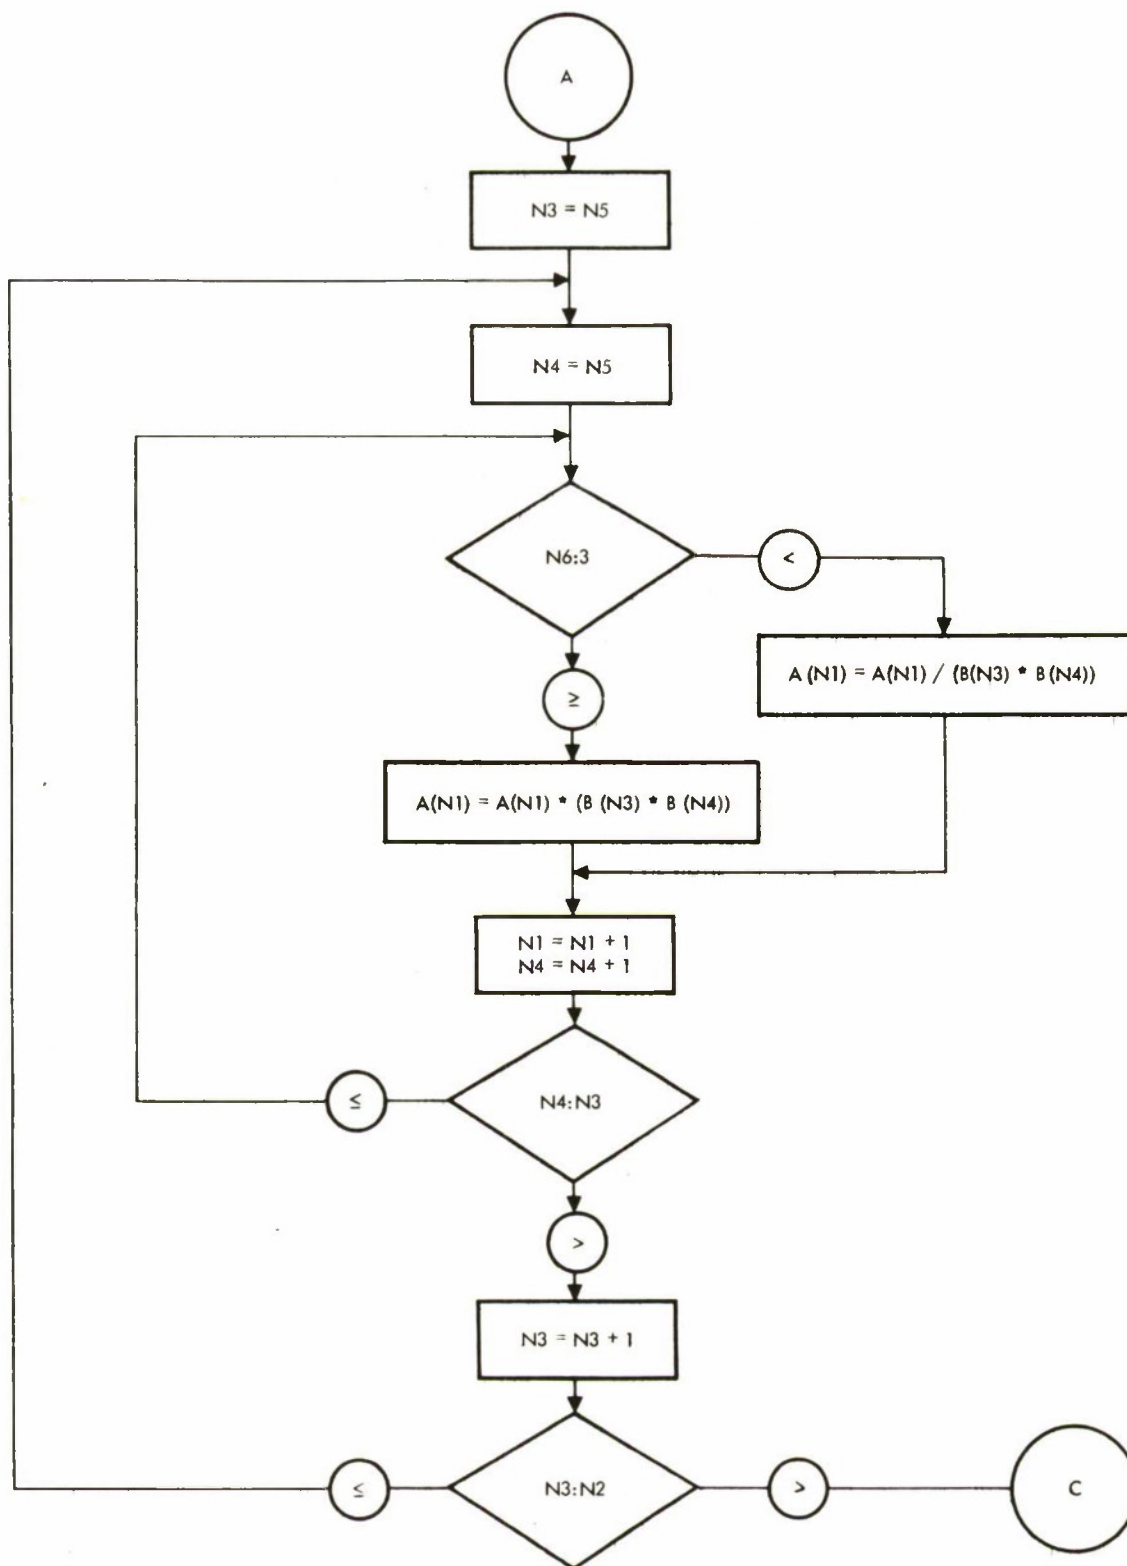 A
N3 = N5
N4 = N5
N6:3
<
A(N1) = A(N1) / (B(N3) * B(N4))
≥
A(N1) = A(N1) * (B(N3) * B(N4))
N1 = N1 + 1
N4 = N4 + 1
≤
N4:N3
>
N3 = N3 + 1
≤
N3:N2
>
C